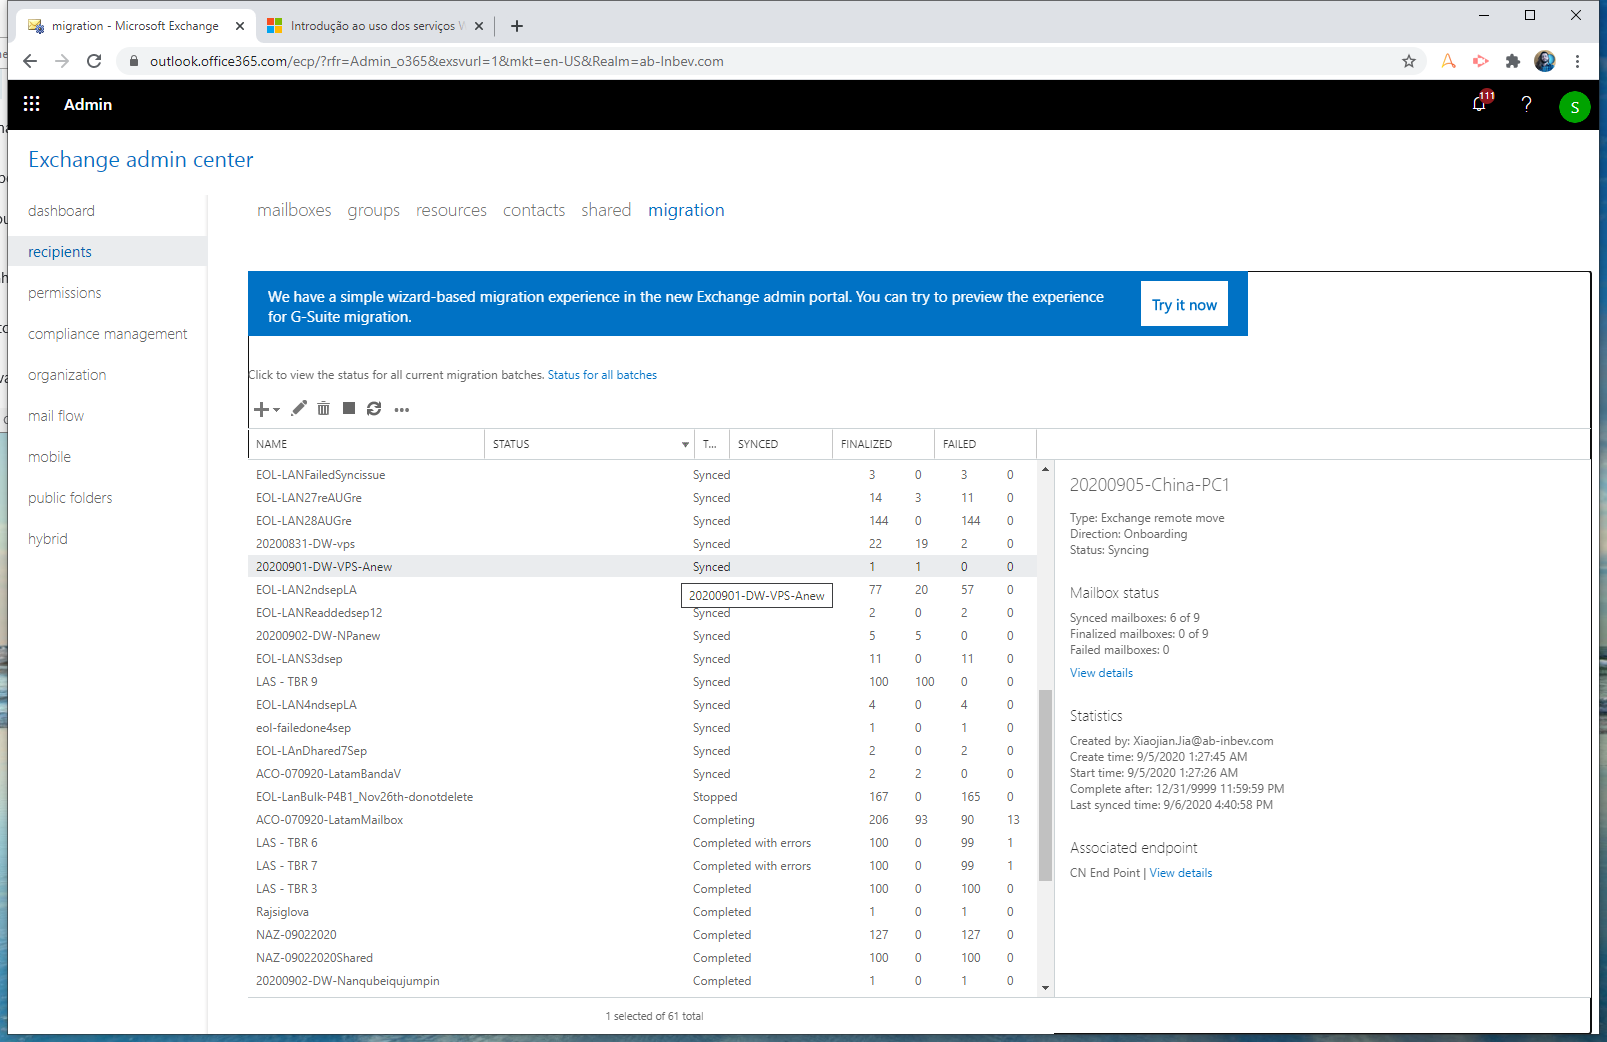 migration - Microsoft Exchange
Introdução ao uso dos serviços
outlook.office365.com/ecp/?rfr=Admin_o365&exsvurl=1&mkt=en-US&Realm=ab-Inbev.com
Admin
111
?
S
Exchange admin center
dashboard
recipients
permissions
compliance management
organization
mail flow
mobile
public folders
hybrid
mailboxes groups resources contacts shared migration
We have a simple wizard-based migration experience in the new Exchange admin portal. You can try to preview the experience
for G-Suite migration.
Try it now
Click to view the status for all current migration batches. Status for all batches
NAME STATUS T... SYNCED FINALIZED FAILED
EOL-LANFailedSyncissue Synced 3 0 3 0
EOL-LAN27reAUGre Synced 14 3 11 0
EOL-LAN28AUGre Synced 144 0 144 0
20200831-DW-vps Synced 22 19 2 0
20200901-DW-VPS-Anew Synced 1 1 0 0
EOL-LAN2ndsepLA 77 20 57 0
20200901-DW-VPS-Anew
EOL-LANReaddedsep12 Synced 2 0 2 0
20200902-DW-NPanew Synced 5 5 0 0
EOL-LANS3dsep Synced 11 0 11 0
LAS - TBR 9 Synced 100 100 0 0
EOL-LAN4ndsepLA Synced 4 0 4 0
eol-failedone4sep Synced 1 0 1 0
EOL-LAnDhared7Sep Synced 2 0 2 0
ACO-070920-LatamBandaV Synced 2 2 0 0
EOL-LanBulk-P4B1_Nov26th-donotdelete Stopped 167 0 165 0
ACO-070920-LatamMailbox Completing 206 93 90 13
LAS - TBR 6 Completed with errors 100 0 99 1
LAS - TBR 7 Completed with errors 100 0 99 1
LAS - TBR 3 Completed 100 0 100 0
Rajsiglova Completed 1 0 1 0
NAZ-09022020 Completed 127 0 127 0
NAZ-09022020Shared Completed 100 0 100 0
20200902-DW-Nanqubeiqujumpin Completed 1 0 1 0
1 selected of 61 total
20200905-China-PC1
Type: Exchange remote move
Direction: Onboarding
Status: Syncing
Mailbox status
Synced mailboxes: 6 of 9
Finalized mailboxes: 0 of 9
Failed mailboxes: 0
View details
Statistics
Created by: XiaojianJia@ab-inbev.com
Create time: 9/5/2020 1:27:45 AM
Start time: 9/5/2020 1:27:26 AM
Complete after: 12/31/9999 11:59:59 PM
Last synced time: 9/6/2020 4:40:58 PM
Associated endpoint
CN End Point | View details